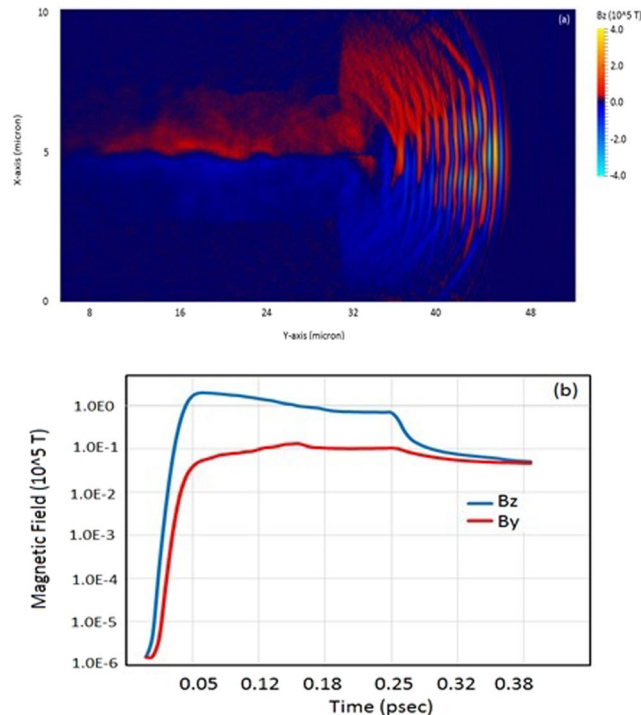 (a)
Bz (10^5 T)
4.0
2.0
0.0
-2.0
-4.0
10
5
0
X-axis (micron)
8 16 24 32 40 48
Y-axis (micron)
(b)
1.0E0
1.0E-1
1.0E-2
1.0E-3
1.0E-4
1.0E-5
1.0E-6
Magnetic Field (10^5 T)
Bz
By
0.05 0.12 0.18 0.25 0.32 0.38
Time (psec)